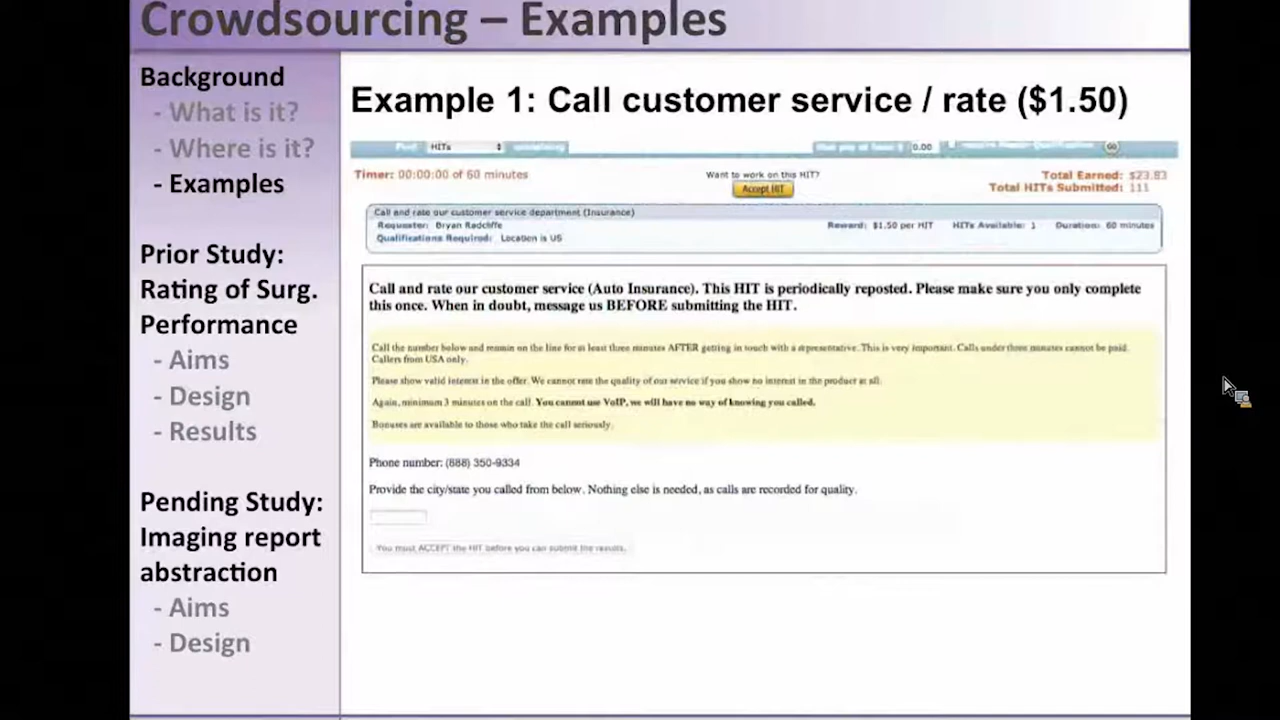 Crowdsourcing – Examples
Background
- What is it?
- Where is it?
- Examples
Prior Study:
Rating of Surg.
Performance
- Aims
- Design
- Results
Pending Study:
Imaging report
abstraction
- Aims
- Design
Example 1: Call customer service / rate ($1.50)
Find HITs containing
that pay at least $ 0.00 require Master Qualification GO
Timer: 00:00:00 of 60 minutes
Want to work on this HIT?
Accept HIT
Total Earned: $23.83
Total HITs Submitted: 111
Call and rate our customer service department (Insurance)
Requester: Bryan Radcliffe
Reward: $1.50 per HIT HITs Available: 1 Duration: 60 minutes
Qualifications Required: Location is US
Call and rate our customer service (Auto Insurance). This HIT is periodically reposted. Please make sure you only complete
this once. When in doubt, message us BEFORE submitting the HIT.
Call the number below and remain on the line for at least three minutes AFTER getting in touch with a representative. This is very important. Calls under three minutes cannot be paid.
Callers from USA only.
Please show valid interest in the offer. We cannot rate the quality of our service if you show no interest in the product at all.
Again, minimum 3 minutes on the call. You cannot use VoIP, we will have no way of knowing you called.
Bonuses are available to those who take the call seriously.
Phone number: (888) 350-9334
Provide the city/state you called from below. Nothing else is needed, as calls are recorded for quality.
You must ACCEPT the HIT before you can submit the results.